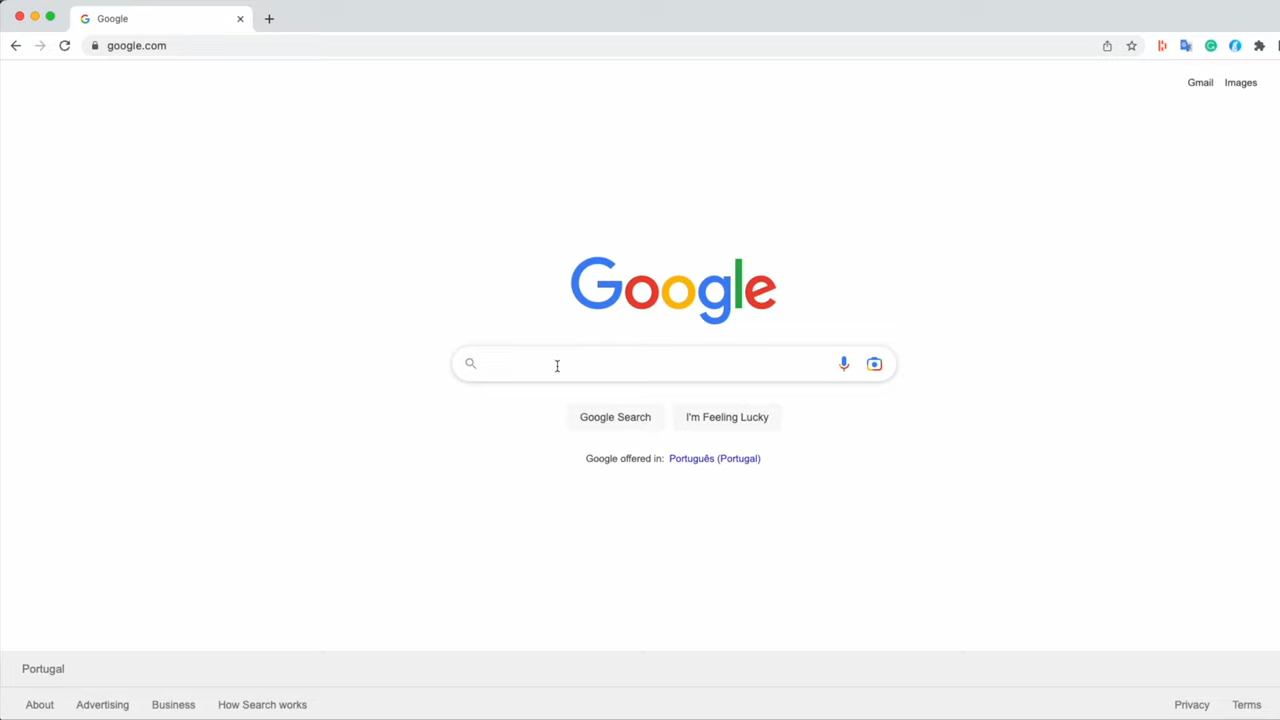 Google
google.com
Gmail Images
Google
Google Search I'm Feeling Lucky
Google offered in: Português (Portugal)
Portugal
About Advertising Business How Search works Privacy Terms